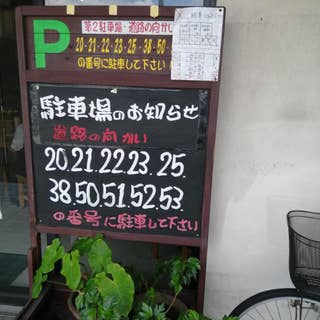 P
第2駐車場・道路の向かい
20・21・22・23・25・38・50・5
の番号に駐車して下さい
駐車場のお知らせ
道路の向かい
20.21.22.23.25.
38.50.51.52.53
の番号に駐車して下さい